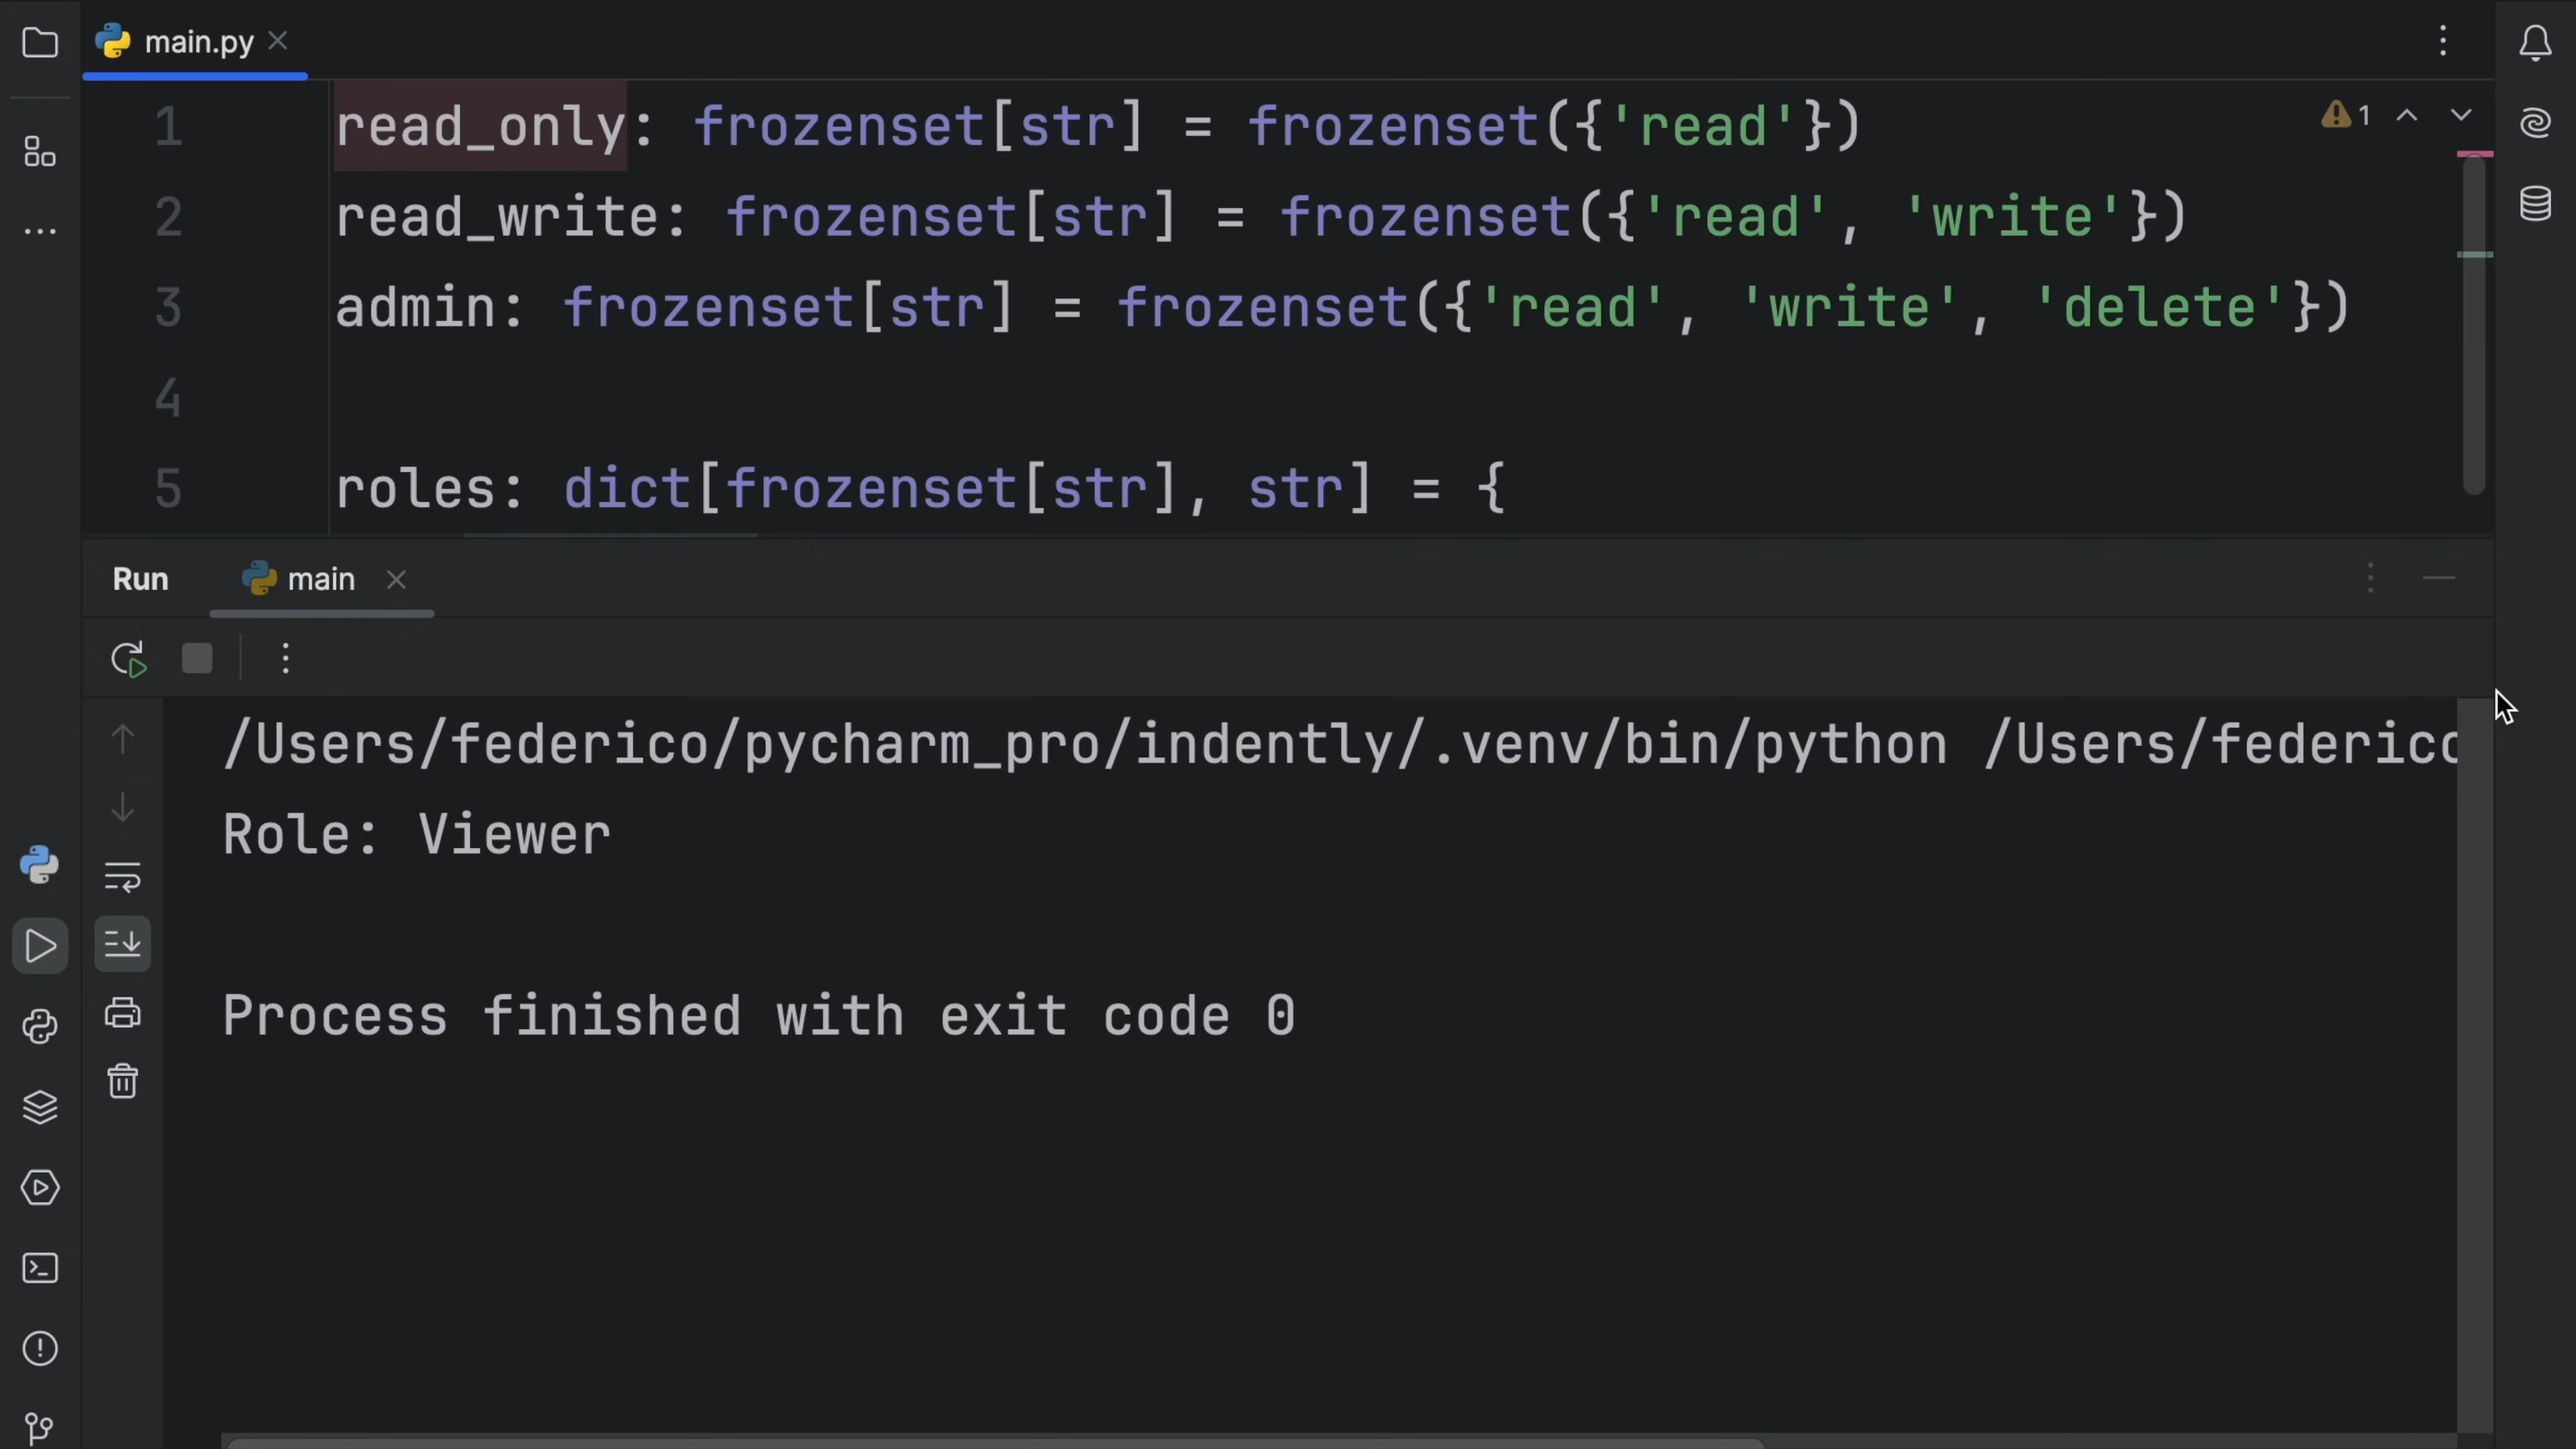 main.py
1 read_only: frozenset[str] = frozenset({'read'})
1
2 read_write: frozenset[str] = frozenset({'read', 'write'})
3 admin: frozenset[str] = frozenset({'read', 'write', 'delete'})
4
5 roles: dict[frozenset[str], str] = {
Run main
/Users/federico/pycharm_pro/indently/.venv/bin/python /Users/federico
Role: Viewer
Process finished with exit code 0